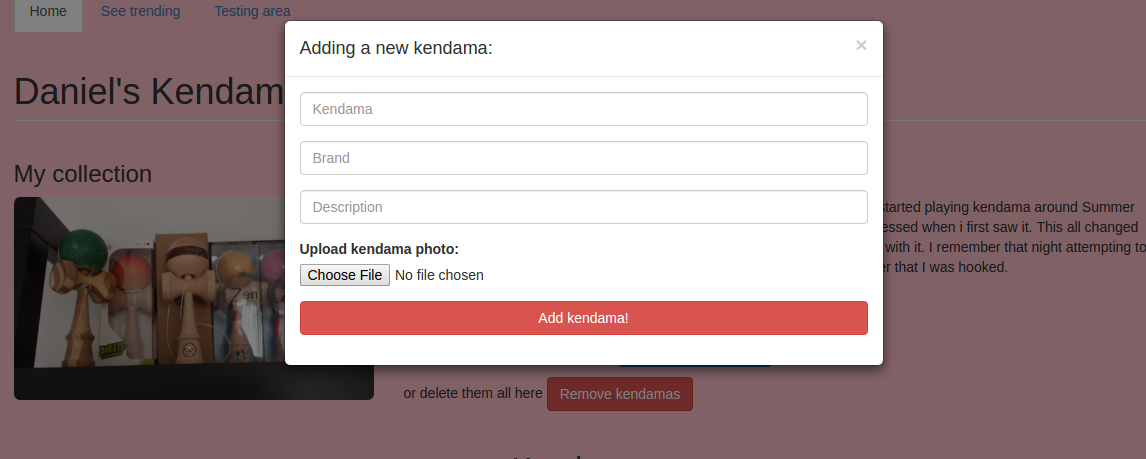 Home See trending Testing area
Adding a new kendama: ×
Daniel's Kendam
Kendama
Brand
My collection
Description
started playing kendama around Summer
essed when i first saw it. This all changed
with it. I remember that night attempting to
er that I was hooked.
Upload kendama photo:
Choose File No file chosen
Zen
Add kendama!
or delete them all here Remove kendamas